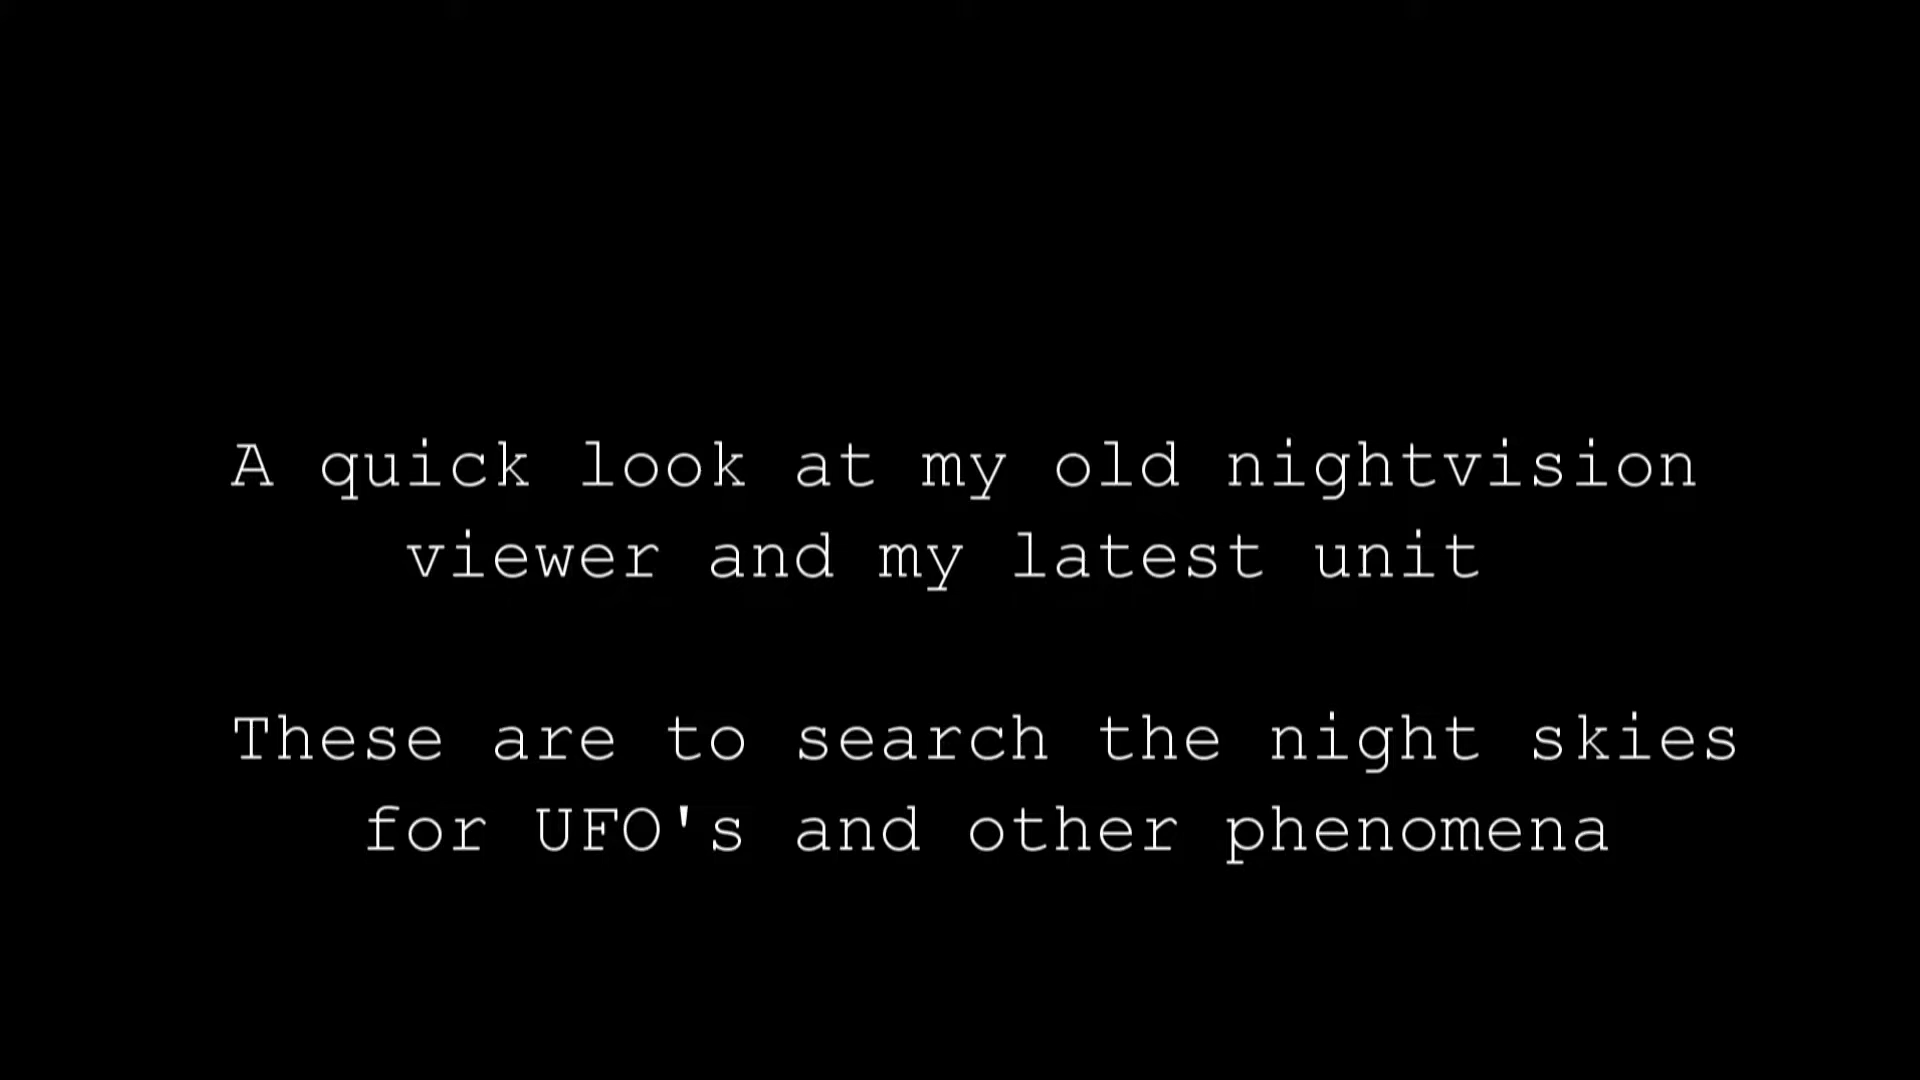 A quick look at my old nightvision
viewer and my latest unit
These are to search the night skies
for UFO's and other phenomena